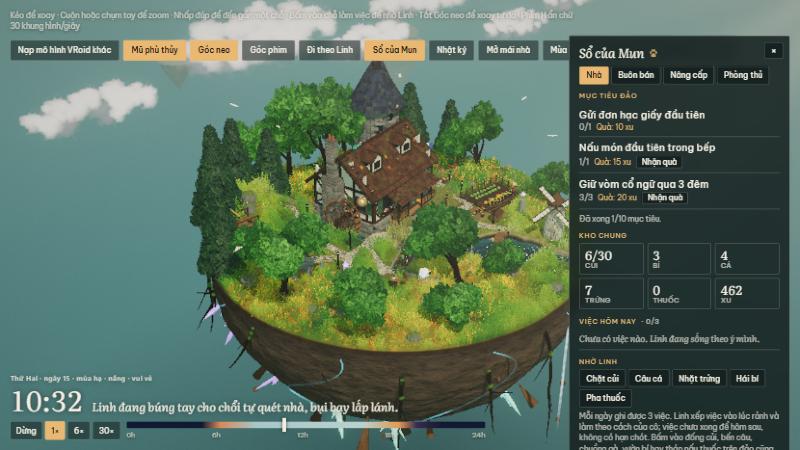 Kéo để xoay · Cuộn hoặc chụm tay để zoom · Nhấp đúp để đến gần một chỗ · Bấm vào chỗ làm việc để nhờ Linh · Tắt Góc neo để xoay tự do · Phím H ẩn chữ
30 khung hình/giây
Nạp mô hình VRoid khác
Mũ phù thủy
Góc neo
Góc phim
Đi theo Linh
Sổ của Mun
Nhật ký
Mở mái nhà
Mùa
Sổ của Mun
×
Nhà
Buôn bán
Nâng cấp
Phòng thủ
MỤC TIÊU ĐẢO
Gửi đơn hạc giấy đầu tiên
0/1 Quà: 10 xu
Nấu món đầu tiên trong bếp
1/1 Quà: 15 xu Nhận quà
Giữ vòm cổ ngữ qua 3 đêm
3/3 Quà: 20 xu Nhận quà
Đã xong 1/10 mục tiêu.
KHO CHUNG
6/30
CỦI
3
BÍ
4
CÁ
7
TRỨNG
0
THUỐC
462
XU
VIỆC HÔM NAY · 0/3
Chưa có việc nào. Linh đang sống theo ý mình.
NHỜ LINH
Chặt củi
Câu cá
Nhặt trứng
Hái bí
Pha thuốc
Mỗi ngày ghi được 3 việc. Linh xếp việc vào lúc rảnh và
làm theo cách của cô; việc chưa xong để hôm sau,
không có hạn chót. Bấm vào đống củi, bến câu,
chuồng gà, vườn bí hay thẳng nấu thuốc trên đảo cũng
Thứ Hai · ngày 15 · mùa hạ · nắng · vui vẻ
10:32 Linh đang búng tay cho chổi tự quét nhà, bụi bay lấp lánh.
Dừng
1×
6×
30×
0h
6h
12h
18h
24h